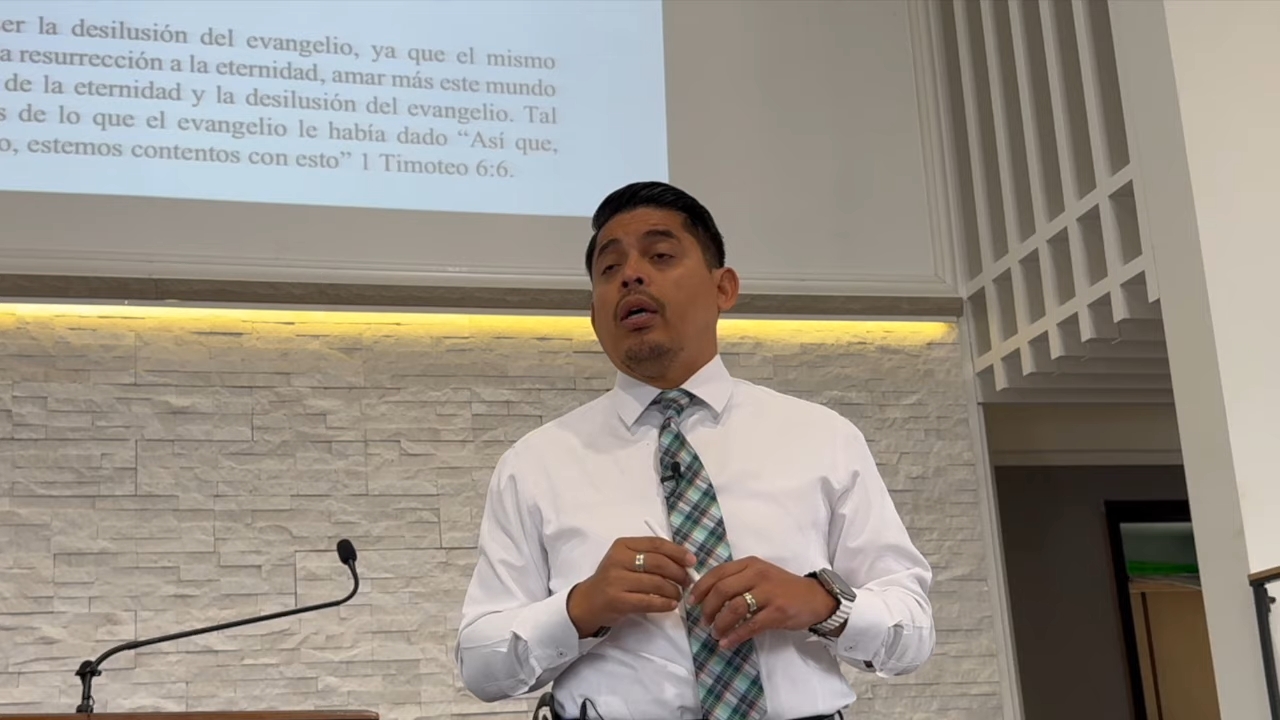 er la desilusión del evangelio, ya que el mismo
a resurrección a la eternidad, amar más este mundo
de la eternidad y la desilusión del evangelio. Tal
s de lo que el evangelio le había dado “Así que,
o, estemos contentos con esto” 1 Timoteo 6:6.